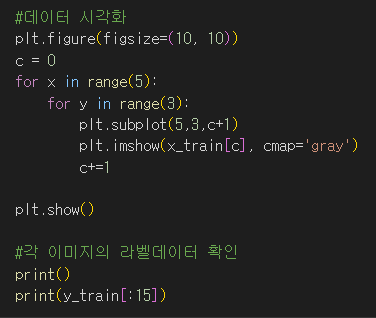 #데이터 시각화
plt.figure(figsize=(10, 10))
c = 0
for x in range(5):
    for y in range(3):
        plt.subplot(5,3,c+1)
        plt.imshow(x_train[c], cmap='gray')
        c+=1

plt.show()

#각 이미지의 라벨데이터 확인
print()
print(y_train[:15])